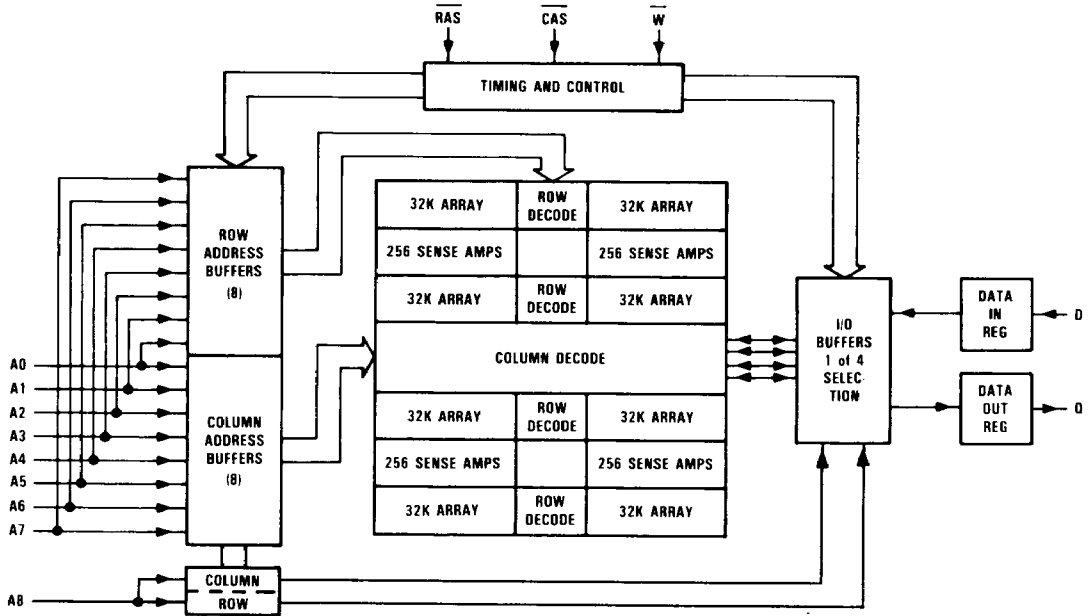 RAS CAS W
TIMING AND CONTROL
ROW
ADDRESS
BUFFERS
(8)
32K ARRAY
ROW
DECODE
32K ARRAY
256 SENSE AMPS
256 SENSE AMPS
32K ARRAY
ROW
DECODE
32K ARRAY
COLUMN DECODE
32K ARRAY
ROW
DECODE
32K ARRAY
256 SENSE AMPS
256 SENSE AMPS
32K ARRAY
ROW
DECODE
32K ARRAY
I/O
BUFFERS
1 of 4
SELEC-
TION
DATA
IN
REG
D
DATA
OUT
REG
Q
A0
A1
A2
A3
A4
A5
A6
A7
COLUMN
ADDRESS
BUFFERS
(8)
A8
COLUMN
ROW